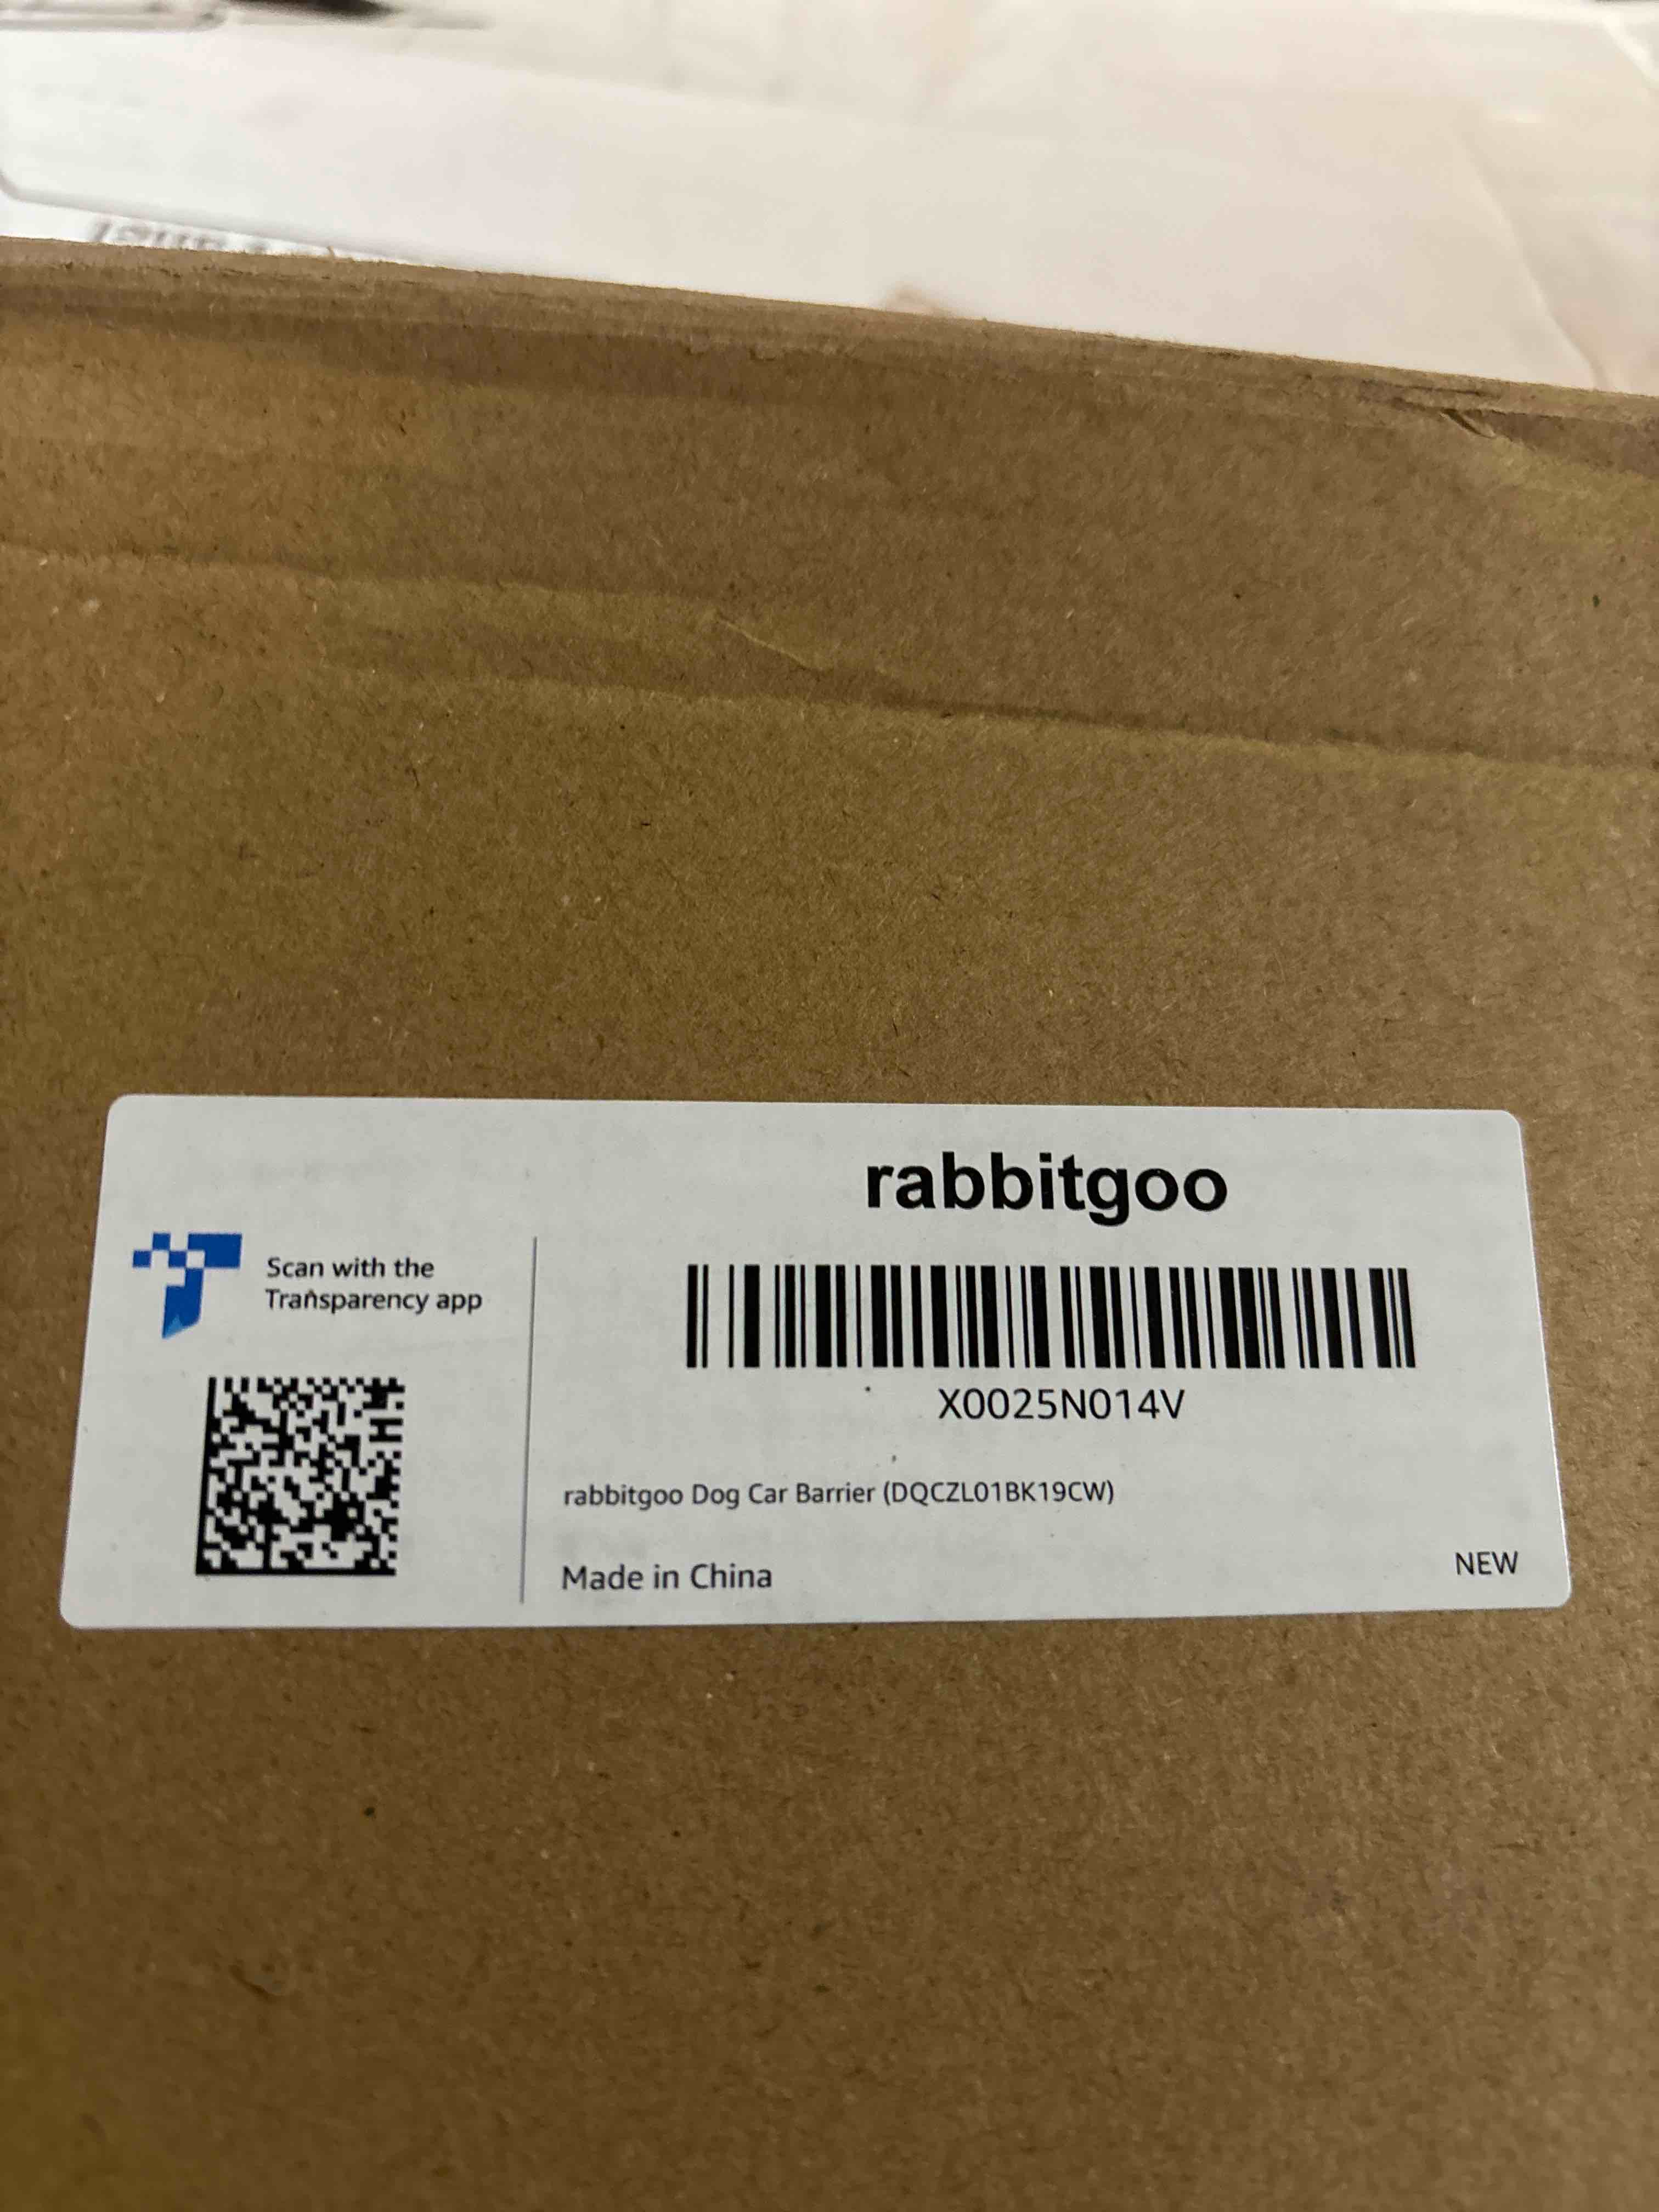 rabbitgoo
Scan with the
Transparency app
X0025N014V
rabbitgoo Dog Car Barrier (DQCZL01BK19CW)
Made in China
NEW